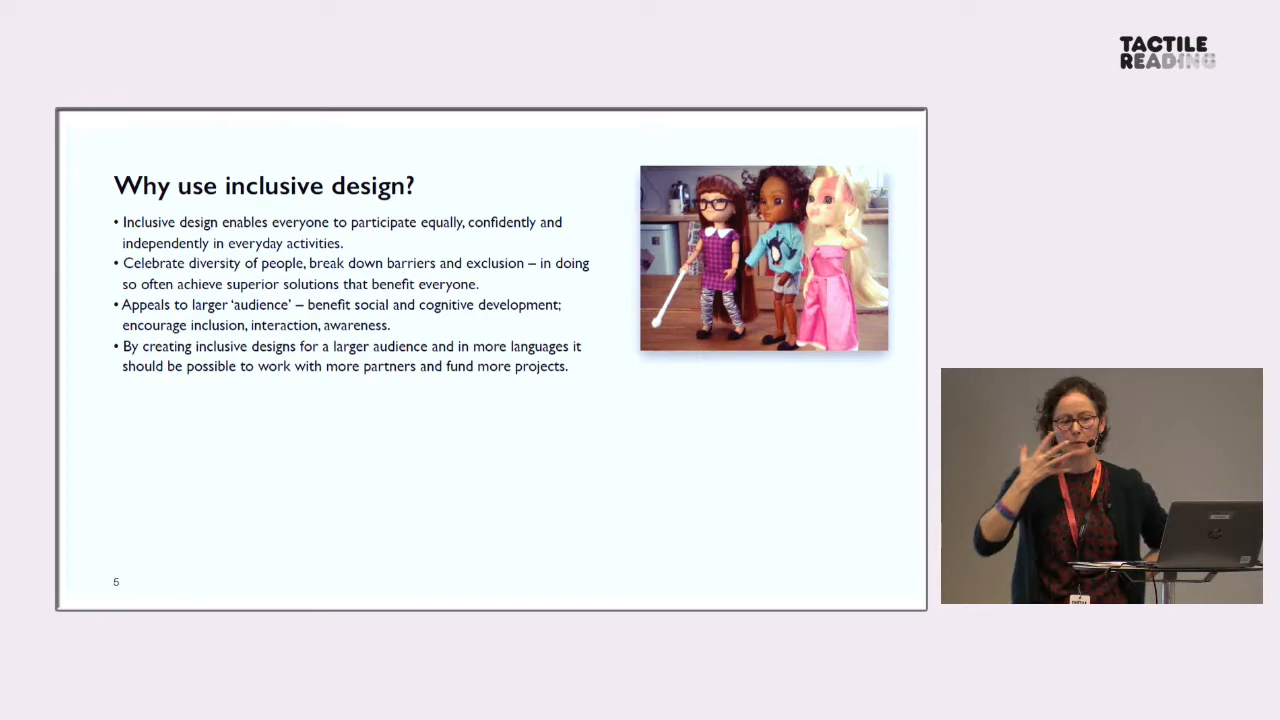 TACTILE
READING
Why use inclusive design?
• Inclusive design enables everyone to participate equally, confidently and
independently in everyday activities.
• Celebrate diversity of people, break down barriers and exclusion – in doing
so often achieve superior solutions that benefit everyone.
• Appeals to larger ‘audience’ – benefit social and cognitive development;
encourage inclusion, interaction, awareness.
• By creating inclusive designs for a larger audience and in more languages it
should be possible to work with more partners and fund more projects.
5